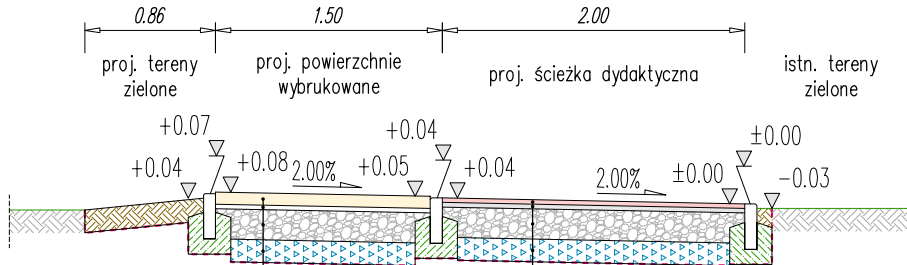 0.86 1.50 2.00
proj. tereny
zielone
proj. powierzchnie
wybrukowane
proj. ścieżka dydaktyczna
istn. tereny
zielone
+0.07 +0.04 ±0.00
+0.04 +0.08 2.00% +0.05 +0.04 2.00% ±0.00 -0.03